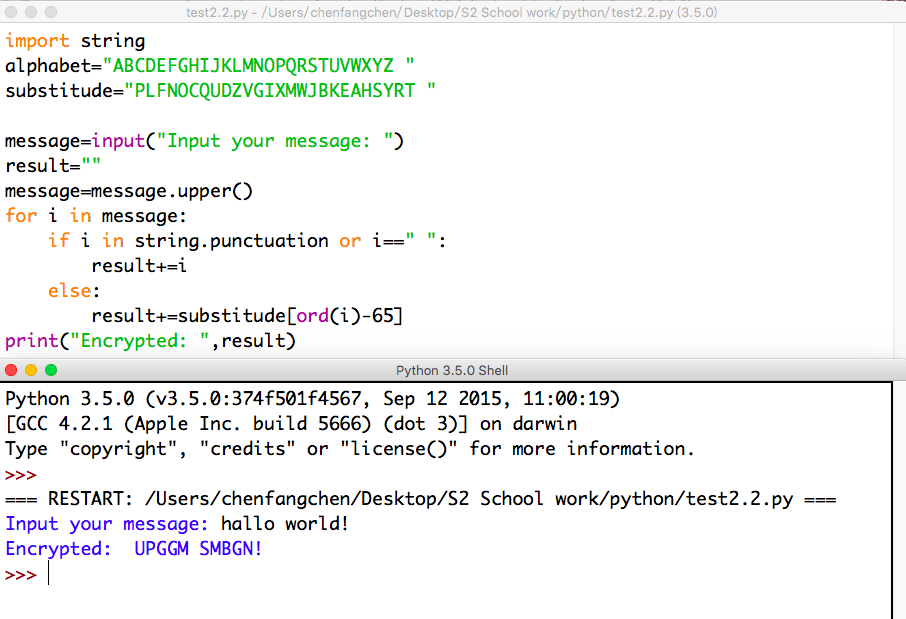 test2.2.py - /Users/chenfangchen/Desktop/S2 School work/python/test2.2.py (3.5.0)
import string
alphabet="ABCDEFGHIJKLMNOPQRSTUVWXYZ "
substitude="PLFNOCQUDZVGIXMWJBKEAHSYRT "

message=input("Input your message: ")
result=""
message=message.upper()
for i in message:
    if i in string.punctuation or i==" ":
        result+=i
    else:
        result+=substitude[ord(i)-65]
print("Encrypted: ",result)
Python 3.5.0 Shell
Python 3.5.0 (v3.5.0:374f501f4567, Sep 12 2015, 11:00:19)
[GCC 4.2.1 (Apple Inc. build 5666) (dot 3)] on darwin
Type "copyright", "credits" or "license()" for more information.
>>>
=== RESTART: /Users/chenfangchen/Desktop/S2 School work/python/test2.2.py ===
Input your message: hallo world!
Encrypted:  UPGGM SMBGN!
>>>